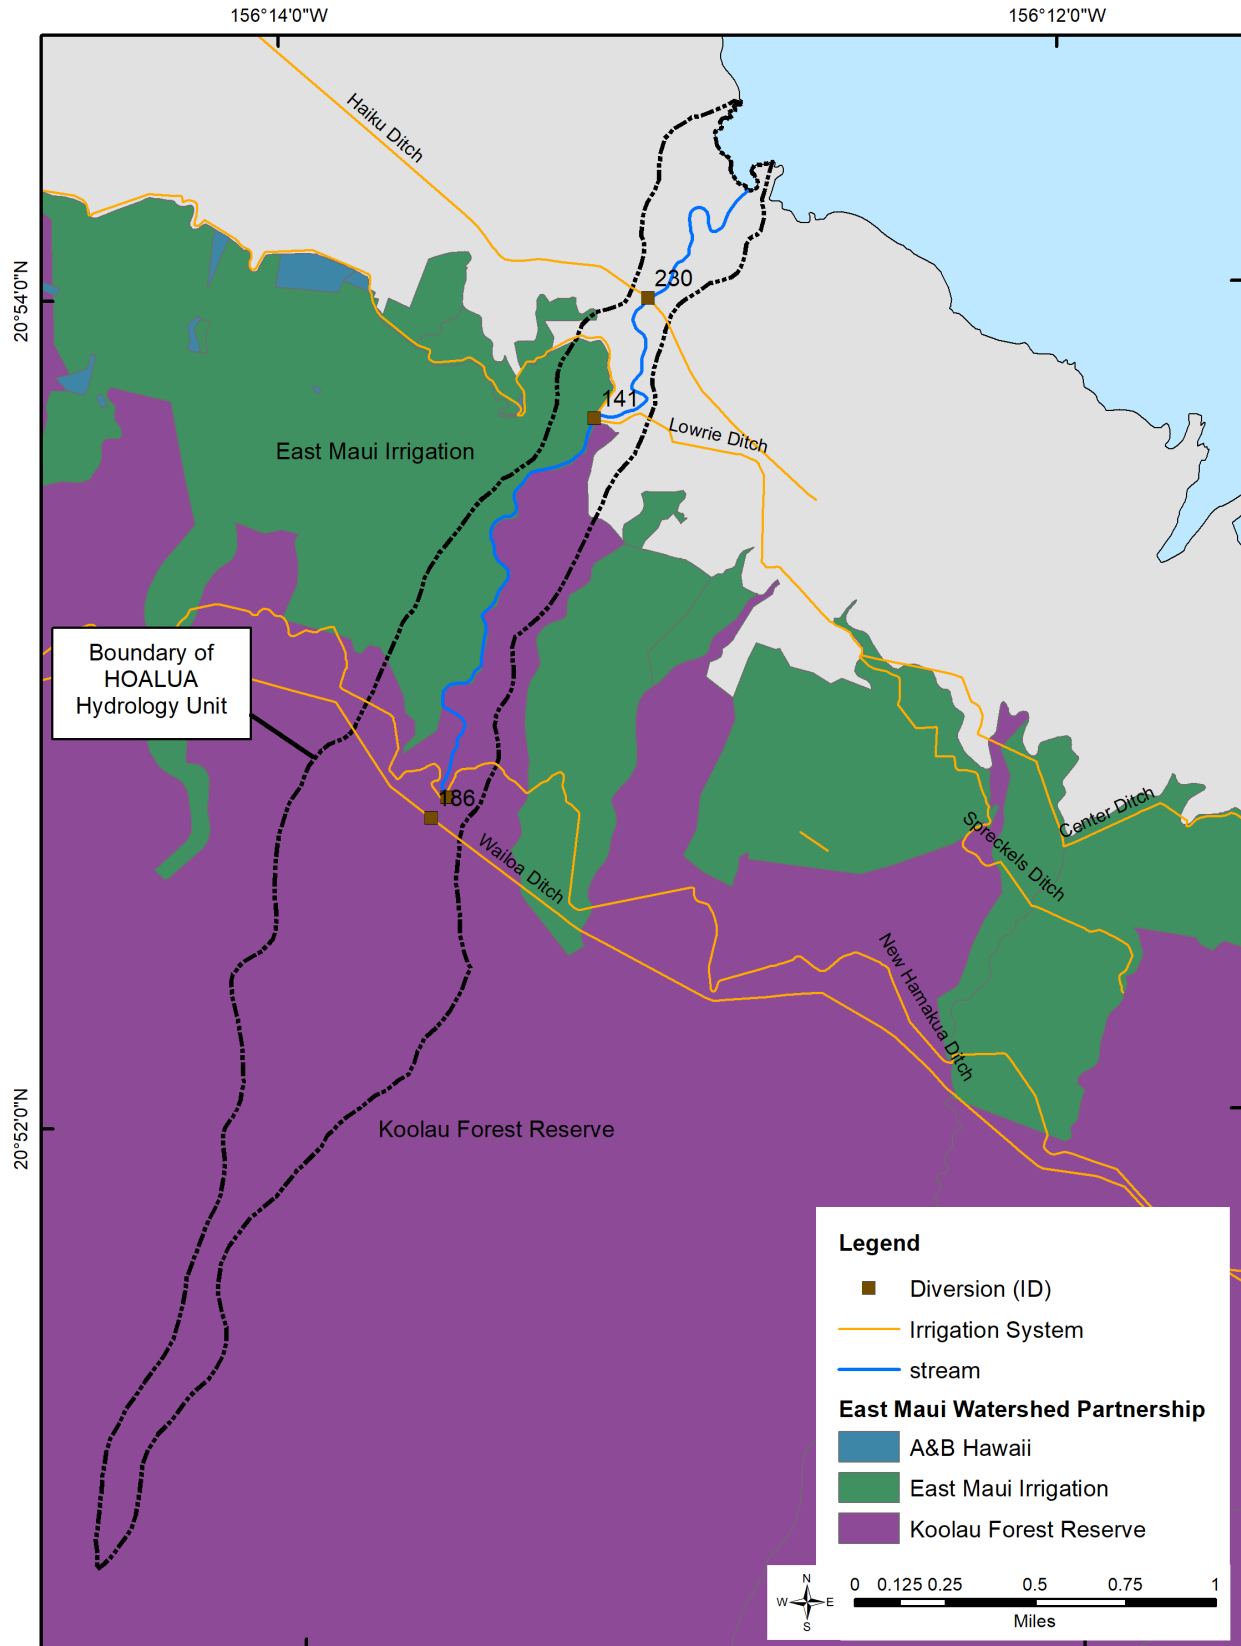 156°14'0"W
156°12'0"W
Haiku Ditch
20°54'0"N
230
141
Lowrie Ditch
East Maui Irrigation
Boundary of
HOALUA
Hydrology Unit
186
Wailoa Ditch
Spreckels Ditch
Center Ditch
New Hamakua Ditch
20°52'0"N
Koolau Forest Reserve
Legend
Diversion (ID)
Irrigation System
stream
East Maui Watershed Partnership
A&B Hawaii
East Maui Irrigation
Koolau Forest Reserve
N
W E
S
0 0.125 0.25 0.5 0.75 1
Miles